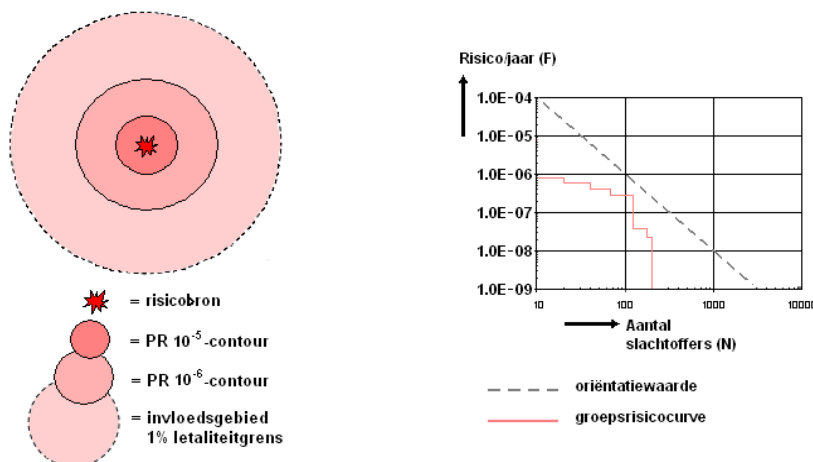 = risicobron
= PR 10⁻⁵-contour
= PR 10⁻⁶-contour
= invloedsgebied
1% letaliteitgrens
Risico/jaar (F)
1.0E-04
1.0E-05
1.0E-06
1.0E-07
1.0E-08
1.0E-09
10 100 1000 10000
Aantal
slachtoffers (N)
oriëntatiewaarde
groepsrisicocurve